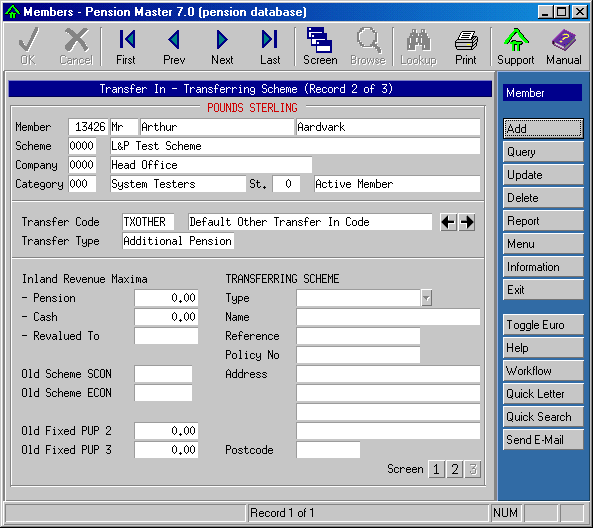 Members - Pension Master 7.0 (pension database)
OK Cancel First Prev Next Last Screen Browse Lookup Print Support Manual
Transfer In - Transferring Scheme (Record 2 of 3)
POUNDS STERLING
Member 13426 Mr Arthur Aardvark
Scheme 0000 L&P Test Scheme
Company 0000 Head Office
Category 000 System Testers St. 0 Active Member
Transfer Code TXOTHER Default Other Transfer In Code
Transfer Type Additional Pension
Inland Revenue Maxima TRANSFERRING SCHEME
- Pension 0.00 Type
- Cash 0.00 Name
- Revalued To Reference
Policy No
Old Scheme SCON Address
Old Scheme ECON
Old Fixed PUP 2 0.00
Old Fixed PUP 3 0.00 Postcode
Screen 1 2 3
Member
Add
Query
Update
Delete
Report
Menu
Information
Exit
Toggle Euro
Help
Workflow
Quick Letter
Quick Search
Send E-Mail
Record 1 of 1 NUM